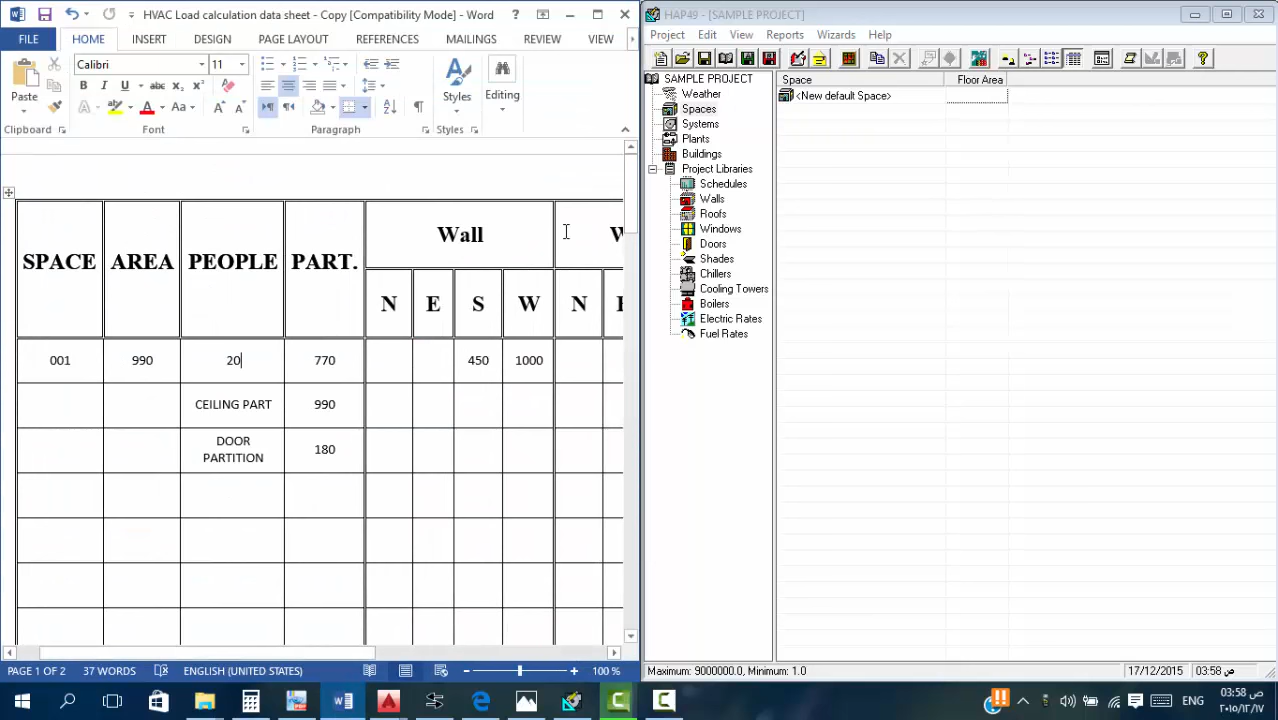 HVAC Load calculation data sheet - Copy [Compatibility Mode] - Word
FILE HOME INSERT DESIGN PAGE LAYOUT REFERENCES MAILINGS REVIEW VIEW
Calibri 11
Paste
B I U A Aa
Styles
Editing
Clipboard Font Paragraph Styles
SPACE AREA PEOPLE PART. Wall W
N E S W N E
001 990 20 770 450 1000
CEILING PART 990
DOOR
PARTITION 180
PAGE 1 OF 2 37 WORDS ENGLISH (UNITED STATES) 100 %
HAP49 - [SAMPLE PROJECT]
Project Edit View Reports Wizards Help
SAMPLE PROJECT
Weather
Spaces
Systems
Plants
Buildings
Project Libraries
Schedules
Walls
Roofs
Windows
Doors
Shades
Chillers
Cooling Towers
Boilers
Electric Rates
Fuel Rates
Space Floor Area
<New default Space>
Maximum: 9000000.0, Minimum: 1.0 17/12/2015 03:58 ص
ENG 03:58 ص
٢٠١٥/١٢/١٧